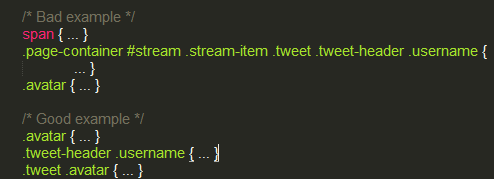 /* Bad example */
span { ... }
.page-container #stream .stream-item .tweet .tweet-header .username {
... }
.avatar { ... }
/* Good example */
.avatar { ... }
.tweet-header .username { ... }
.tweet .avatar { ... }